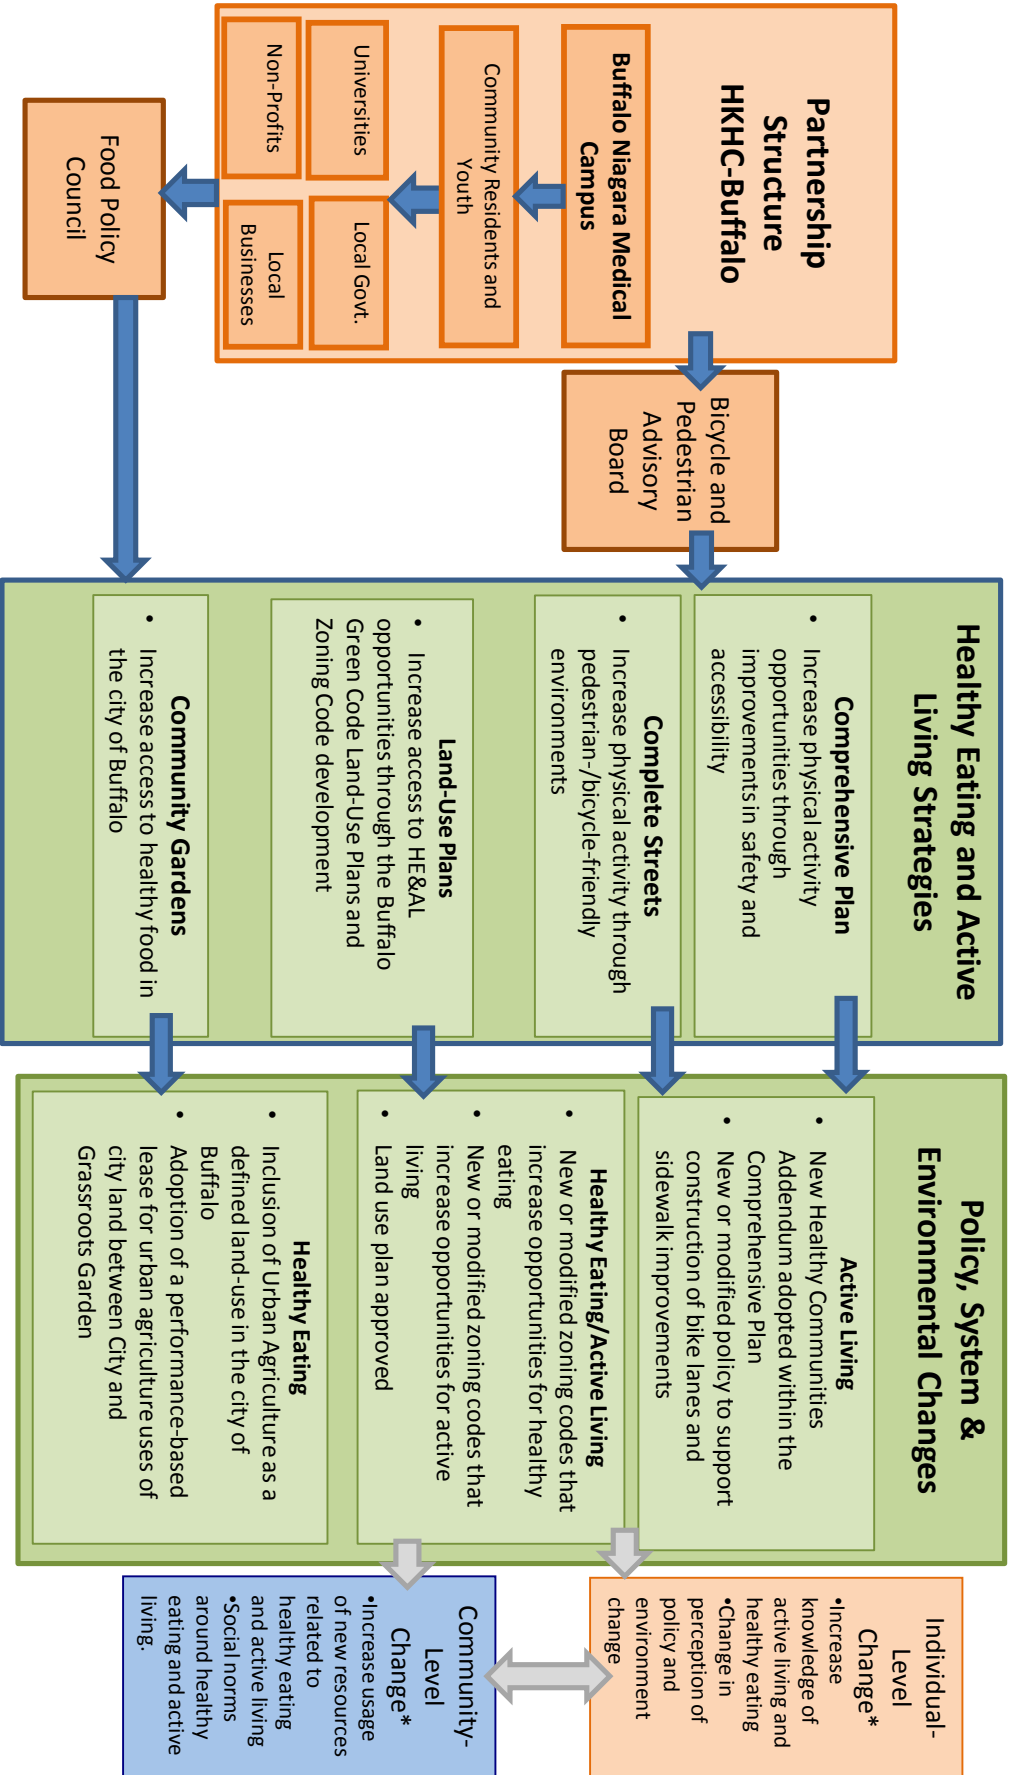 Partnership
Structure
HKHC-Buffalo
Buffalo Niagara Medical
Campus
Community Residents and
Youth
Universities
Local Govt.
Non-Profits
Local
Businesses
Food Policy
Council
Bicycle and
Pedestrian
Advisory
Board
Healthy Eating and Active
Living Strategies
Comprehensive Plan
• Increase physical activity
opportunities through
improvements in safety and
accessibility
Complete Streets
• Increase physical activity through
pedestrian-/bicycle-friendly
environments
Land-Use Plans
• Increase access to HE&AL
opportunities through the Buffalo
Green Code Land-Use Plans and
Zoning Code development
Community Gardens
• Increase access to healthy food in
the city of Buffalo
Policy, System &
Environmental Changes
Active Living
• New Healthy Communities
Addendum adopted within the
Comprehensive Plan
• New or modified policy to support
construction of bike lanes and
sidewalk improvements
Healthy Eating/Active Living
• New or modified zoning codes that
increase opportunities for healthy
eating
• New or modified zoning codes that
increase opportunities for active
living
• Land use plan approved
Healthy Eating
• Inclusion of Urban Agriculture as a
defined land-use in the city of
Buffalo
• Adoption of a performance-based
lease for urban agriculture uses of
city land between City and
Grassroots Garden
Individual-
Level
Change*
•Increase
knowledge of
active living and
healthy eating
•Change in
perception of
policy and
environment
change
Community-
Level
Change*
•Increase usage
of new resources
related to
healthy eating
and active living
•Social norms
around healthy
eating and active
living.